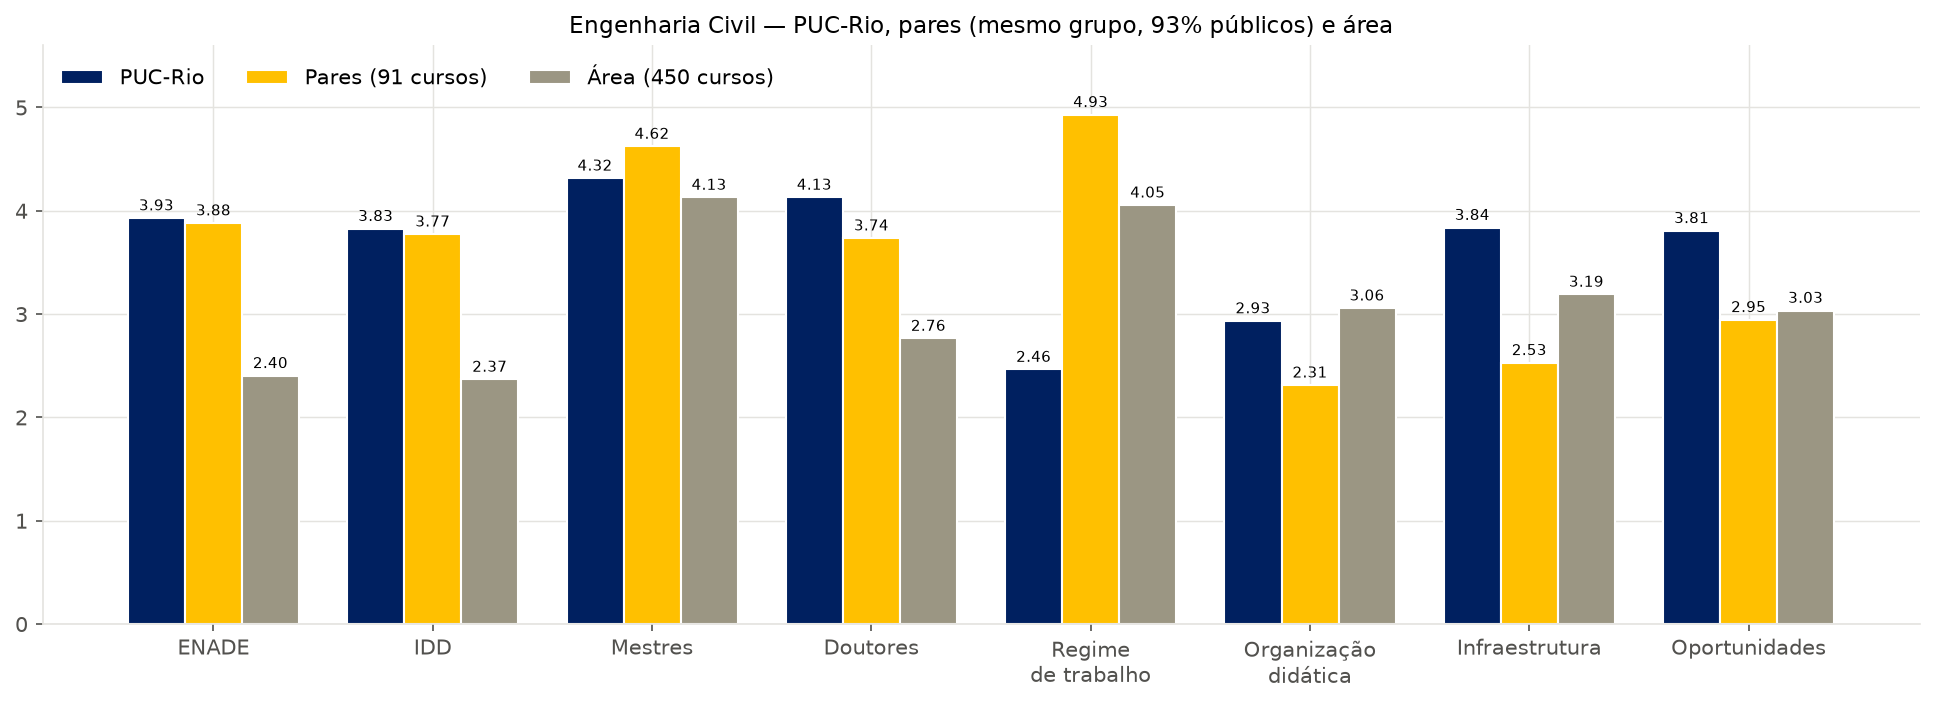 Engenharia Civil — PUC-Rio, pares (mesmo grupo, 93% públicos) e área
PUC-Rio
Pares (91 cursos)
Área (450 cursos)
5
4
3
2
1
0
3.93
3.88
2.40
3.83
3.77
2.37
4.32
4.62
4.13
4.13
3.74
2.76
2.46
4.93
4.05
2.93
2.31
3.06
3.84
2.53
3.19
3.81
2.95
3.03
ENADE
IDD
Mestres
Doutores
Regime
de trabalho
Organização
didática
Infraestrutura
Oportunidades